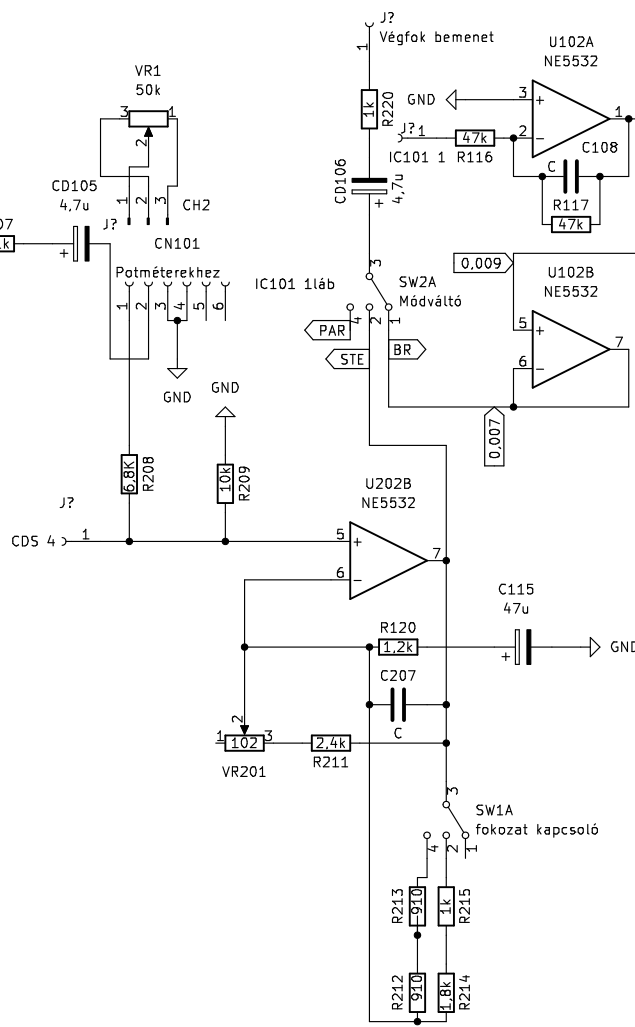 J?
1
Végfok bemenet
1k
R220
CD106
4,7u
U102A
NE5532
GND
3
+
2
−
1
J?
1
IC101 1
47k
R116
C108
C
R117
47k
VR1
50k
3
1
2
1
2
3
CH2
CN101
CD105
4,7u
J?
+
07
1k
Potméterekhez
1
2
3
4
5
6
GND
GND
IC101 1láb
3
SW2A
Módváltó
4
2
1
PAR
STE
BR
0,009
U102B
NE5532
5
+
6
−
7
0,007
6,8K
R208
10k
R209
J?
CDS 4
1
U202B
NE5532
5
+
6
−
7
R120
1,2k
C115
47u
+
GND
C207
C
2
1
102
3
VR201
2,4k
R211
3
SW1A
fokozat kapcsoló
4
2
1
R213
910
1k
R215
R212
910
1,8k
R214